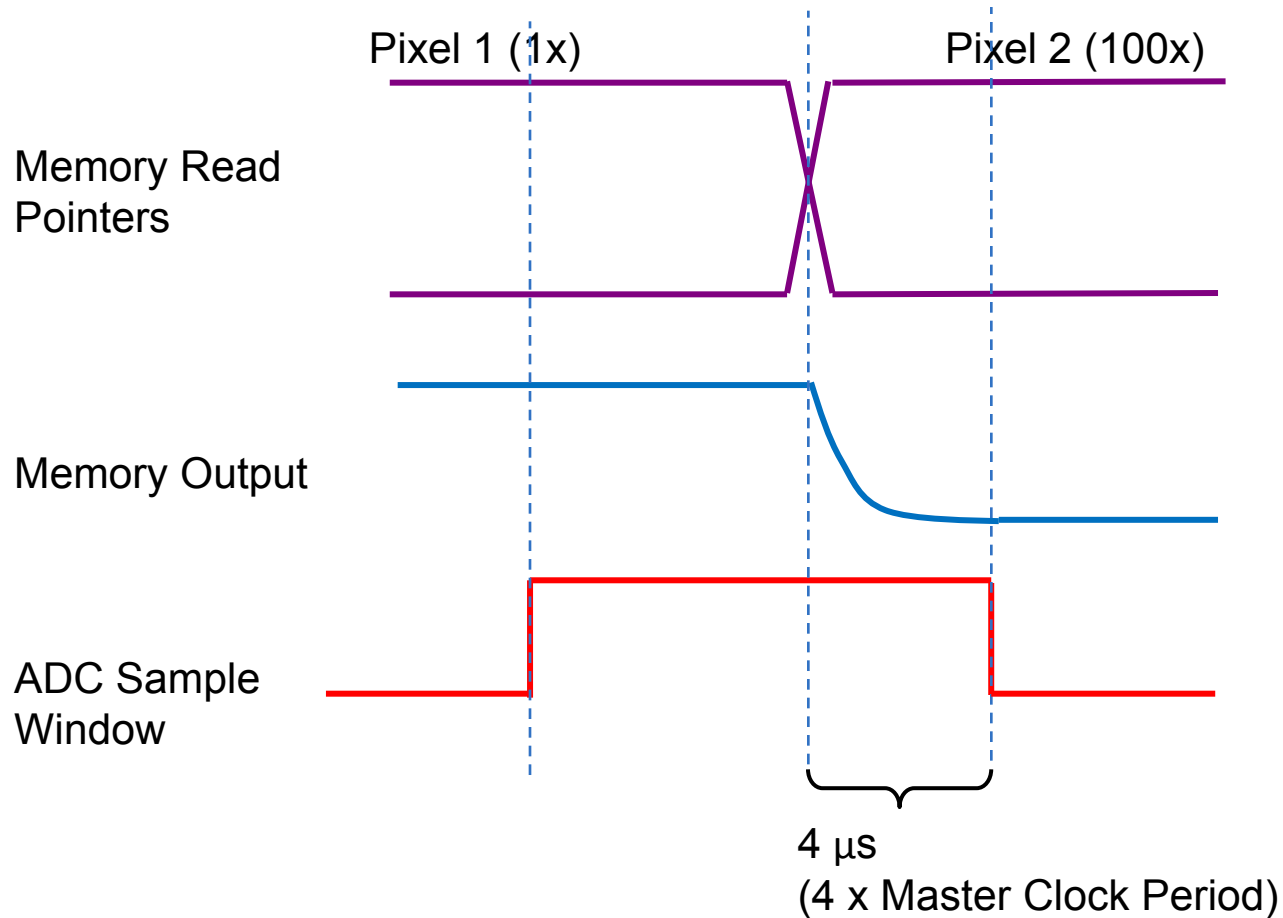 Pixel 1 (1x)
Pixel 2 (100x)
Memory Read
Pointers
Memory Output
ADC Sample
Window
4 μs
(4 x Master Clock Period)